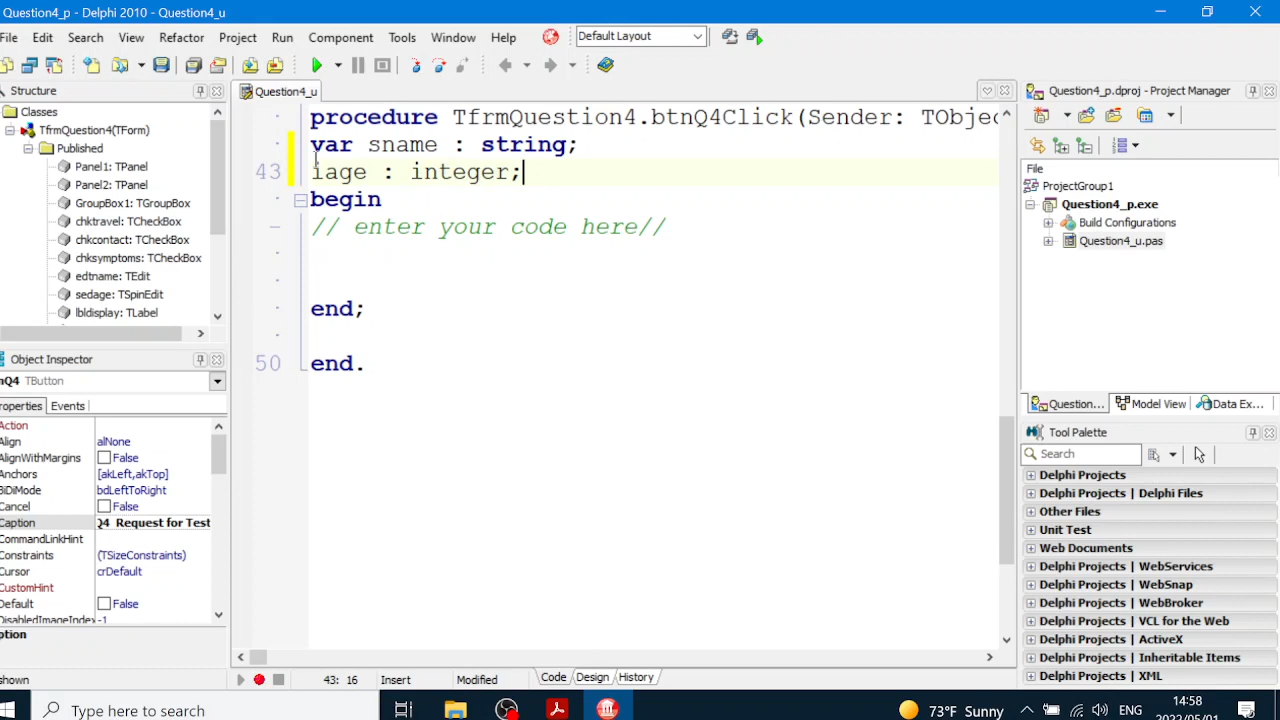 Question4_p - Delphi 2010 - Question4_u
File Edit Search View Refactor Project Run Component Tools Window Help
Default Layout
Structure
Classes
TfrmQuestion4(TForm)
Published
Panel1: TPanel
Panel2: TPanel
GroupBox1: TGroupBox
chktravel: TCheckBox
chkcontact: TCheckBox
chksymptoms: TCheckBox
edtname: TEdit
sedage: TSpinEdit
lbldisplay: TLabel
Object Inspector
nQ4 TButton
roperties Events
Action
Align alNone
AlignWithMargins False
Anchors [akLeft,akTop]
BiDiMode bdLeftToRight
Cancel False
Caption Q4 Request for Test
CommandLinkHint
Constraints (TSizeConstraints)
Cursor crDefault
CustomHint
Default False
DisabledImageIndex -1
ption
shown
Question4_u
procedure TfrmQuestion4.btnQ4Click(Sender: TObjec
var sname : string;
43 iage : integer;
begin
// enter your code here//
end;
50 end.
43: 16 Insert Modified Code Design History
Question4_p.dproj - Project Manager
File
ProjectGroup1
Question4_p.exe
Build Configurations
Question4_u.pas
Question... Model View Data Ex...
Tool Palette
Search
Delphi Projects
Delphi Projects | Delphi Files
Other Files
Unit Test
Web Documents
Delphi Projects | WebServices
Delphi Projects | WebSnap
Delphi Projects | WebBroker
Delphi Projects | VCL for the Web
Delphi Projects | ActiveX
Delphi Projects | Inheritable Items
Delphi Projects | XML
Type here to search
73°F Sunny
ENG
14:58
2022/05/01